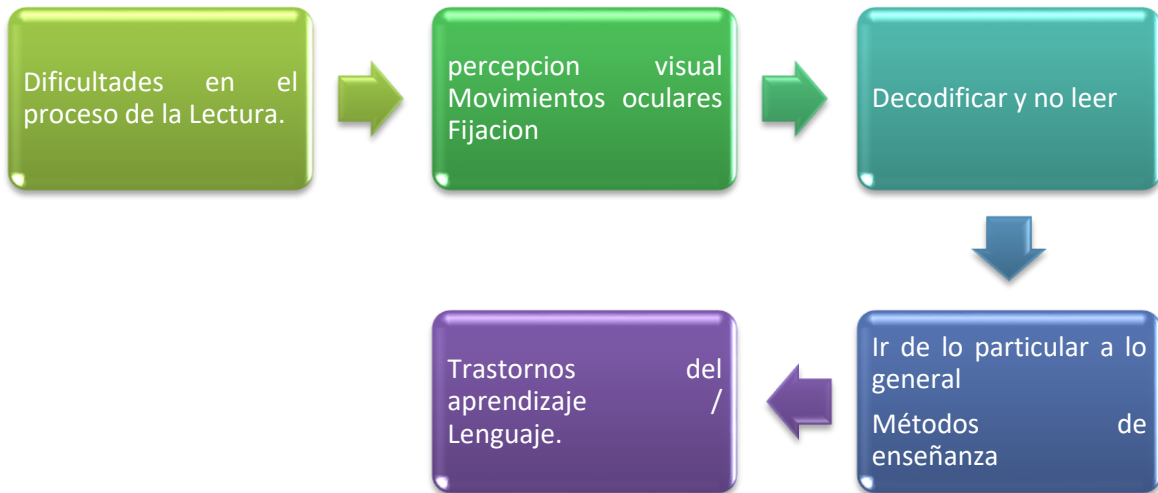 Dificultades en el
proceso de la Lectura.
percepcion visual
Movimientos oculares
Fijacion
Decodificar y no leer
Ir de lo particular a lo
general
Métodos de
enseñanza
Trastornos del
aprendizaje /
Lenguaje.